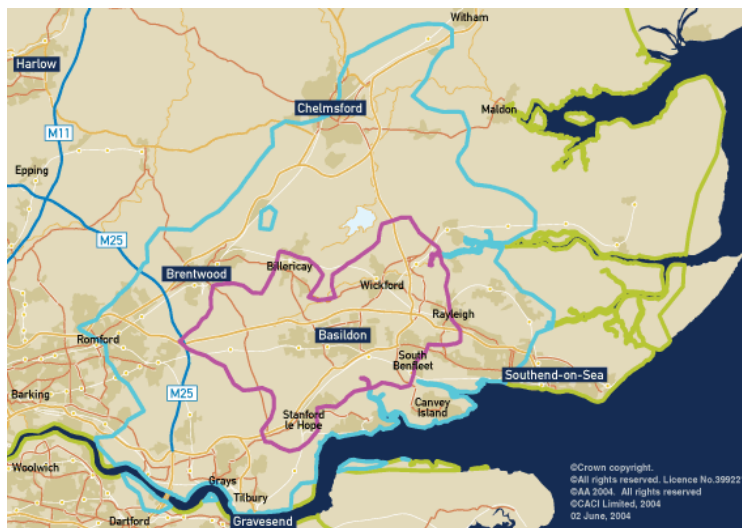 Witham
Harlow
Chelmsford
Maldon
M11
Epping
M25
Brentwood
Billericay
Wickford
Rayleigh
Romford
Basildon
South
Benfleet
Southend-on-Sea
Barking
M25
Canvey
Island
Stanford
le Hope
Woolwich
Grays
Tilbury
Dartford
Gravesend
©Crown copyright.
©All rights reserved. Licence No.39922
©AA 2004. All rights reserved
©CACI Limited, 2004
02 June, 2004